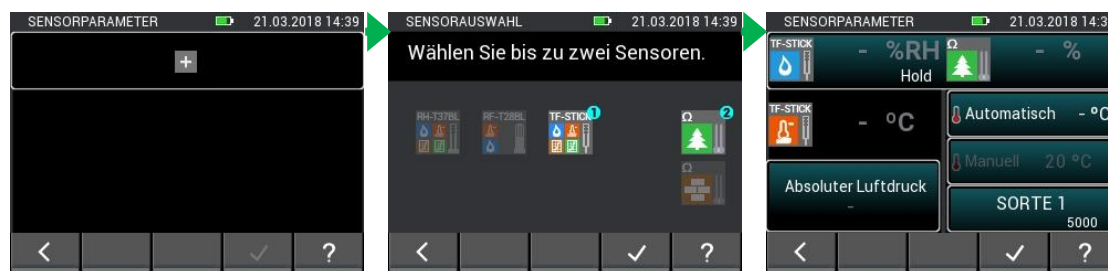 SENSORPARAMETER 21.03.2018 14:39
+
?
SENSORAUSWAHL 21.03.2018 14:39
Wählen Sie bis zu zwei Sensoren.
RH-T37BL RF-T28BL TF-STICK 1 Ω 2
Ω
?
SENSORPARAMETER 21.03.2018 14:3
TF-STICK - %RH Ω - %
Hold
TF-STICK - °C
Automatisch - °C
Manuell 20 °C
Absoluter Luftdruck
-
SORTE 1
5000
?